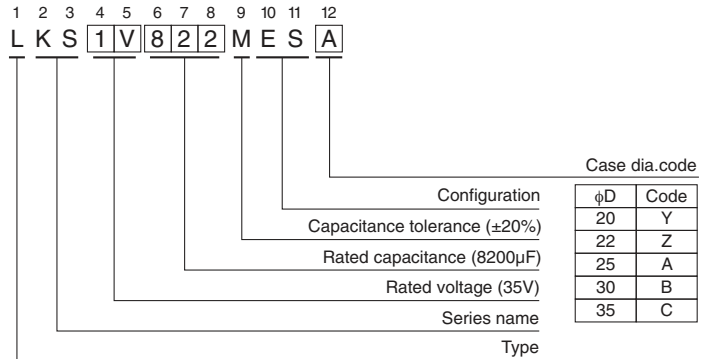 1 2 3 4 5 6 7 8 9 10 11 12
L K S 1 V 8 2 2 M E S A
Case dia.code
Configuration
Capacitance tolerance (±20%)
Rated capacitance (8200µF)
Rated voltage (35V)
Series name
Type
ϕD Code
20 Y
22 Z
25 A
30 B
35 C